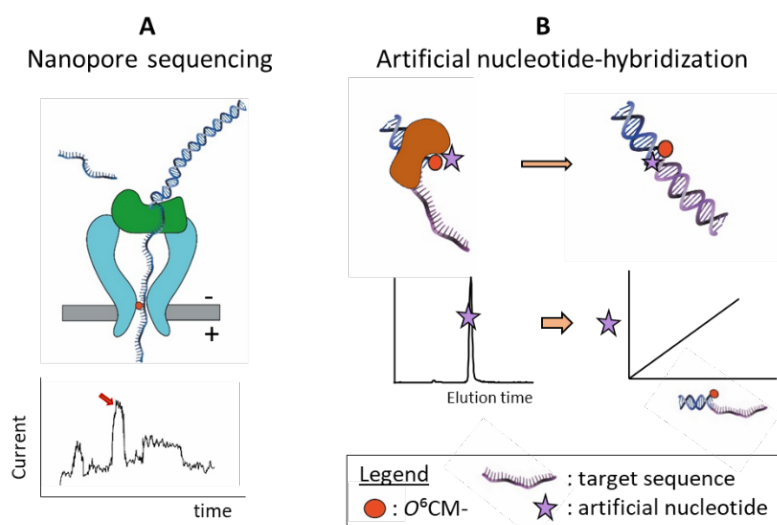 A
Nanopore sequencing
-
+
Current
time
B
Artificial nucleotide-hybridization
Elution time
Legend
: O⁶CM-
: target sequence
: artificial nucleotide